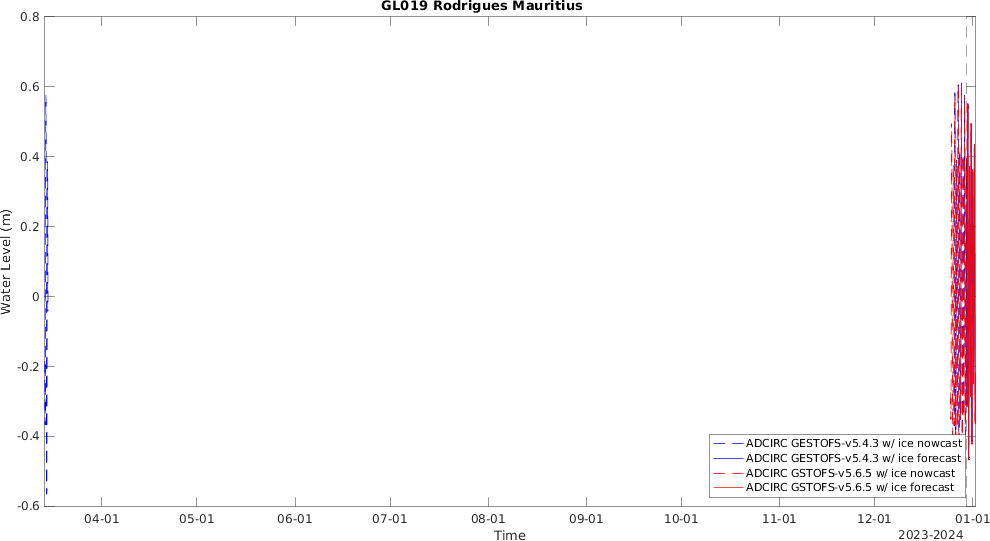 GL019 Rodrigues Mauritius
0.8
0.6
0.4
0.2
0
-0.2
-0.4
-0.6
Water Level (m)
04-01 05-01 06-01 07-01 08-01 09-01 10-01 11-01 12-01 01-01
Time
2023-2024
ADCIRC GESTOFS-v5.4.3 w/ ice nowcast
ADCIRC GESTOFS-v5.4.3 w/ ice forecast
ADCIRC GSTOFS-v5.6.5 w/ ice nowcast
ADCIRC GSTOFS-v5.6.5 w/ ice forecast